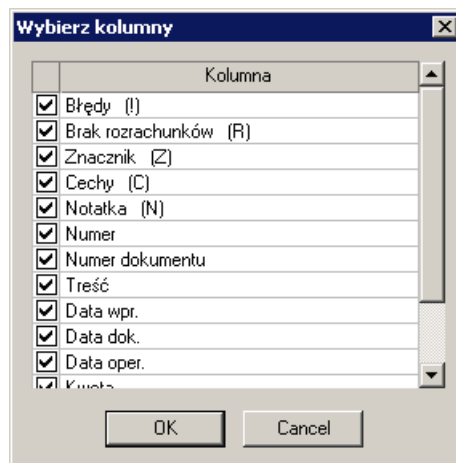 Wybierz kolumny
Kolumna
Błędy (!)
Brak rozrachunków (R)
Znacznik (Z)
Cechy (C)
Notatka (N)
Numer
Numer dokumentu
Treść
Data wpr.
Data dok.
Data oper.
Kwota
OK
Cancel